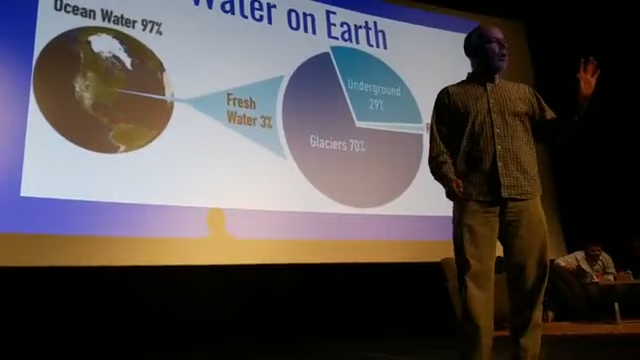 Water on Earth
Ocean Water 97%
Fresh
Water 3%
Underground
29%
Glaciers 70%